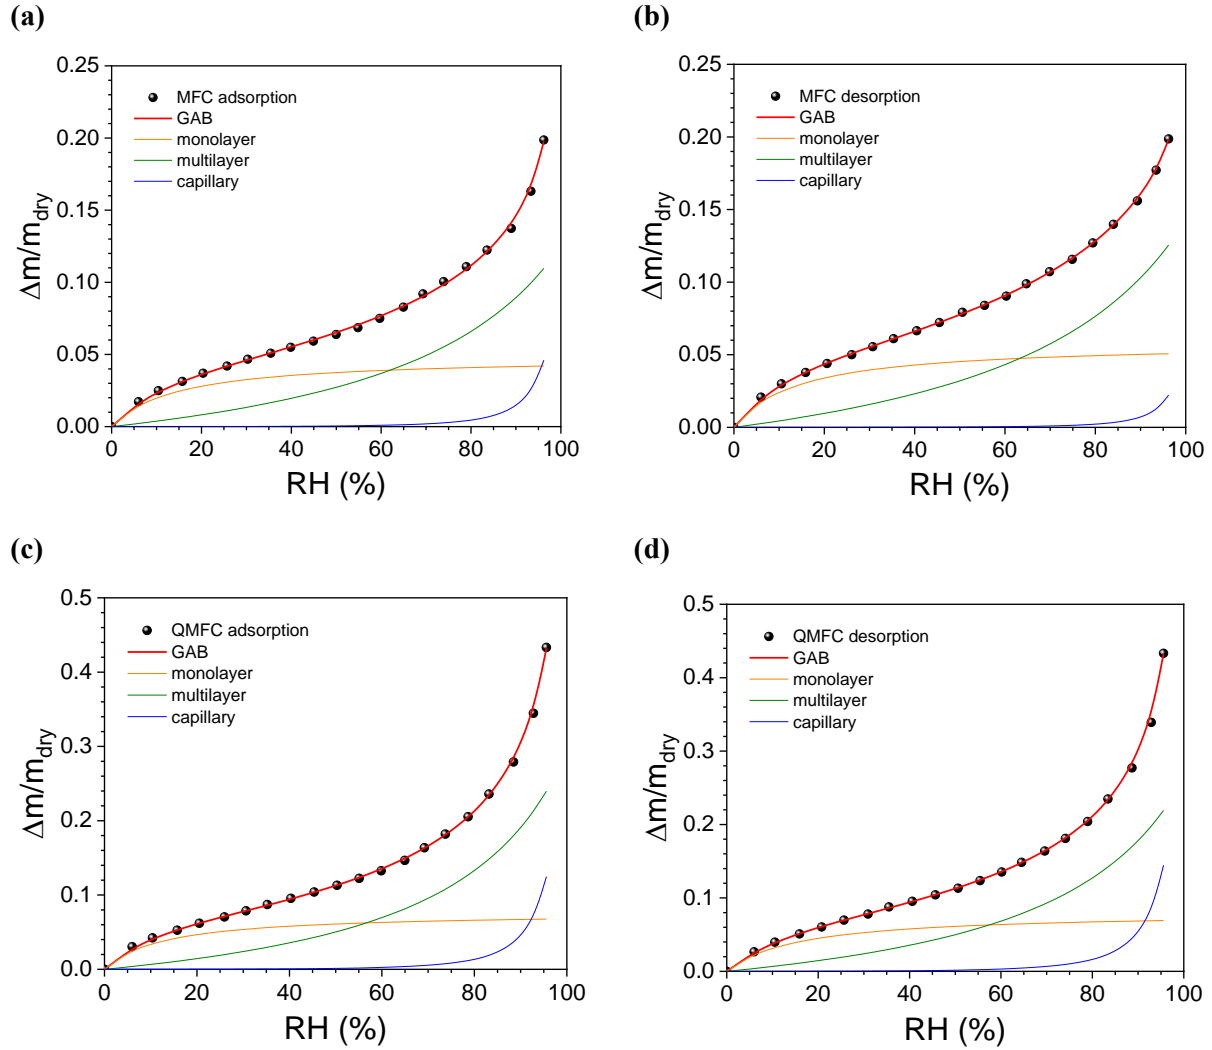 (a)
0.25
0.20
0.15
0.10
0.05
0.00
Δm/m_dry
MFC adsorption
GAB
monolayer
multilayer
capillary
0 20 40 60 80 100
RH (%)
(b)
0.25
0.20
0.15
0.10
0.05
0.00
Δm/m_dry
MFC desorption
GAB
monolayer
multilayer
capillary
0 20 40 60 80 100
RH (%)
(c)
0.5
0.4
0.3
0.2
0.1
0.0
Δm/m_dry
QMFC adsorption
GAB
monolayer
multilayer
capillary
0 20 40 60 80 100
RH (%)
(d)
0.5
0.4
0.3
0.2
0.1
0.0
Δm/m_dry
QMFC desorption
GAB
monolayer
multilayer
capillary
0 20 40 60 80 100
RH (%)